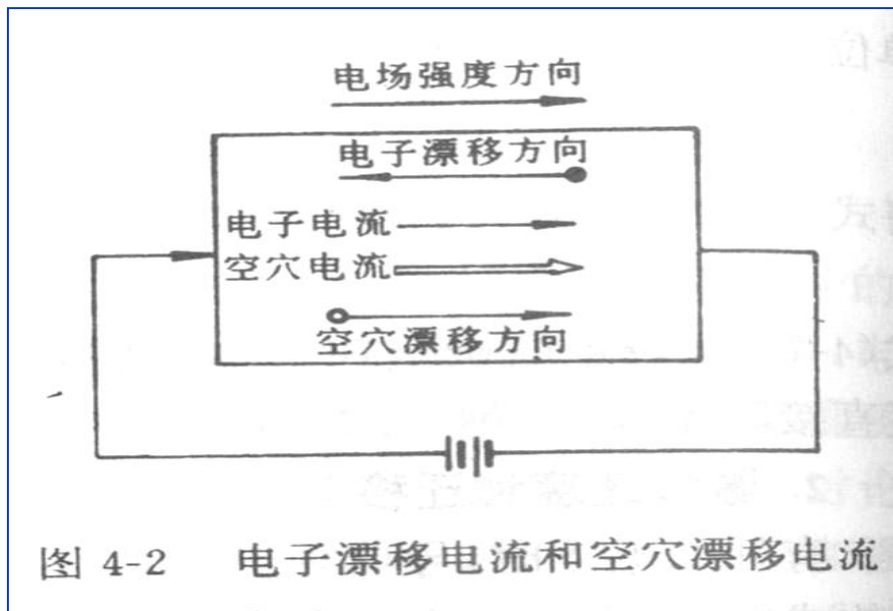 电场强度方向
电子漂移方向
电子电流
空穴电流
空穴漂移方向
图 4-2 电子漂移电流和空穴漂移电流